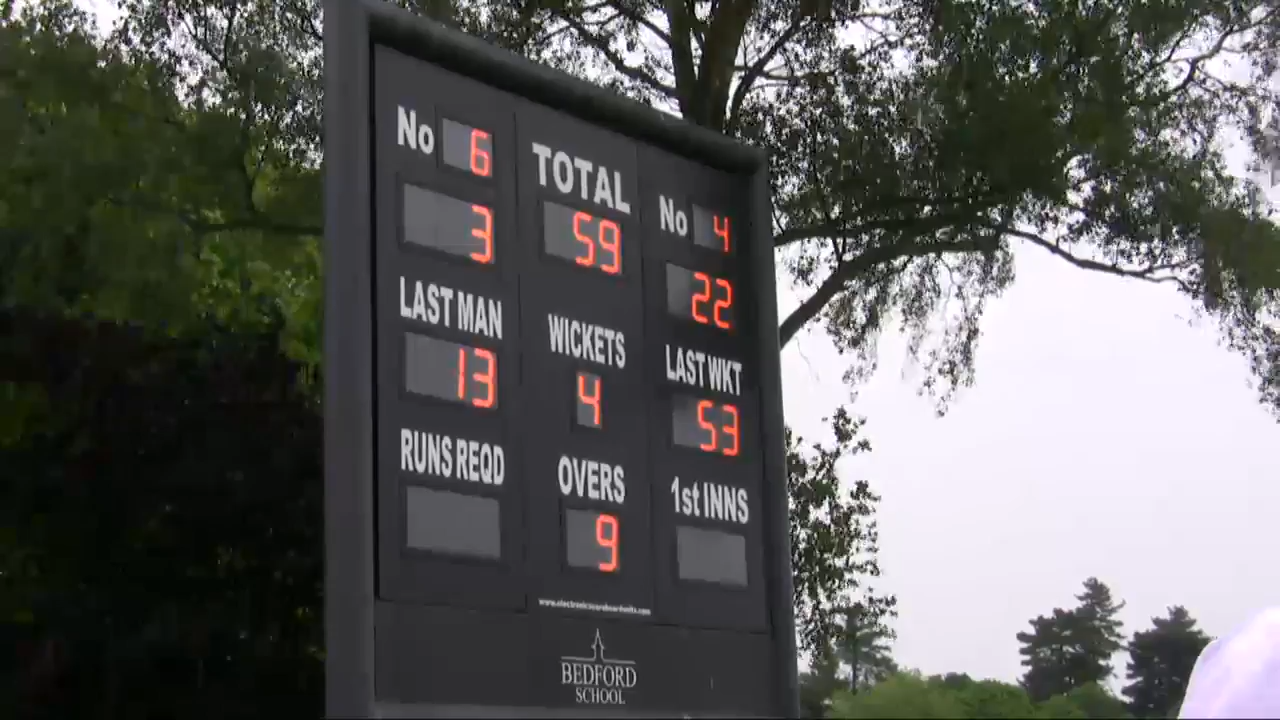 No 6
3
LAST MAN
13
RUNS REQD
TOTAL
59
WICKETS
4
OVERS
9
No 4
22
LAST WKT
53
1st INNS
BEDFORD
SCHOOL